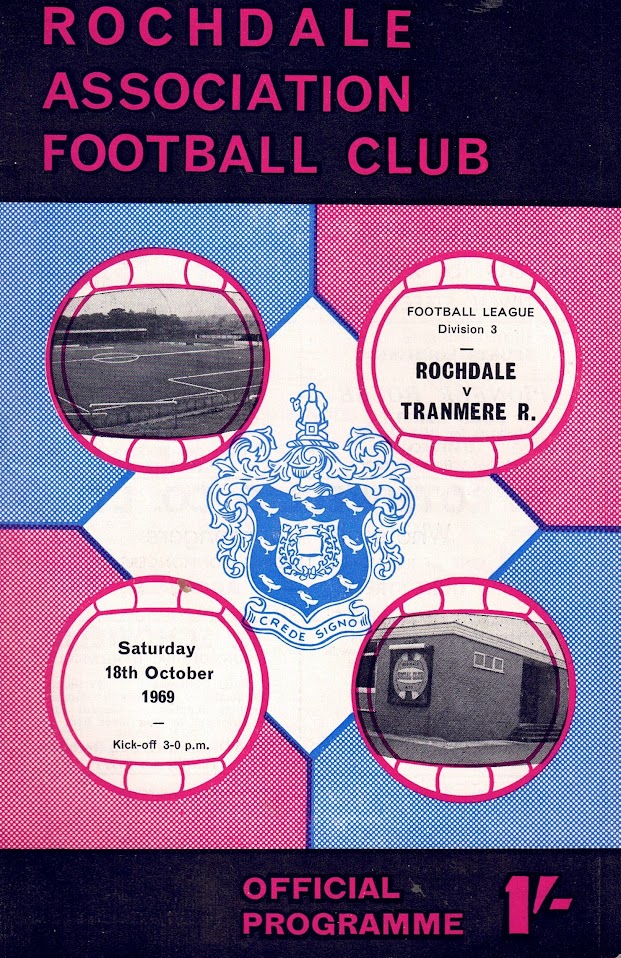 ROCHDALE
ASSOCIATION
FOOTBALL CLUB
FOOTBALL LEAGUE
Division 3
—
ROCHDALE
v
TRANMERE R.
CREDE SIGNO
Saturday
18th October
1969
—
Kick-off 3-0 p.m.
OFFICIAL
PROGRAMME
1'/-